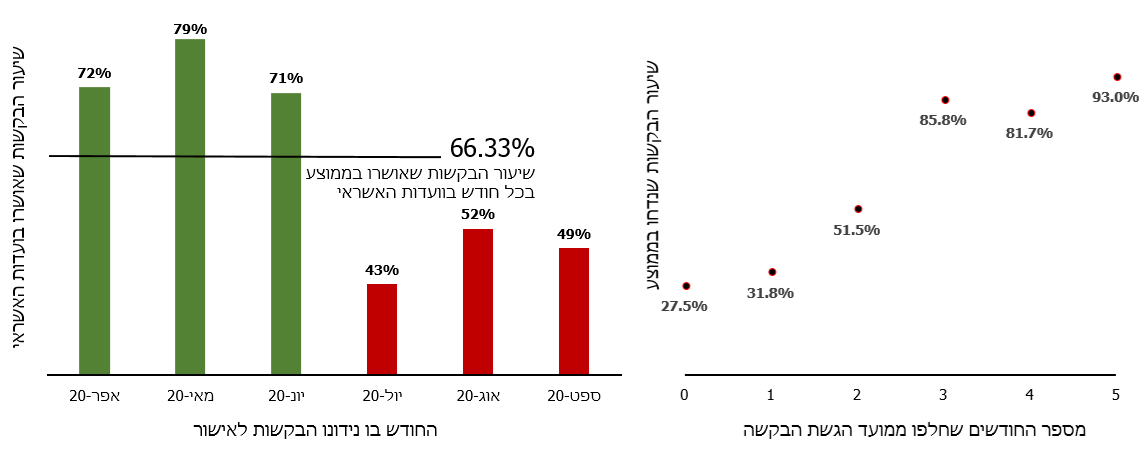 שיעור הבקשות שאושרו בועדות האשראי
72%
79%
71%
66.33%
שיעור הבקשות שאושרו בממוצע
בכל חודש בוועדות האשראי
43%
52%
49%
אפר-20
מאי-20
יונ-20
יול-20
אוג-20
ספט-20
החודש בו נידונו הבקשות לאישור
שיעור הבקשות שנדחו בממוצע
27.5%
31.8%
51.5%
85.8%
81.7%
93.0%
0
1
2
3
4
5
מספר החודשים שחלפו ממועד הגשת הבקשה